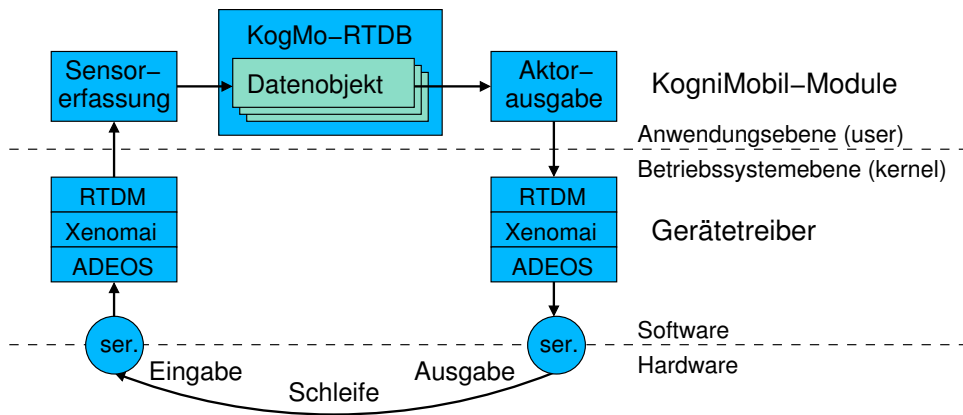 KogMo−RTDB
Sensor−
erfassung
Datenobjekt
Aktor−
ausgabe
KogniMobil−Module
Anwendungsebene (user)
Betriebssystemebene (kernel)
RTDM
Xenomai
ADEOS
RTDM
Xenomai
ADEOS
Gerätetreiber
ser.
ser.
Software
Hardware
Eingabe
Schleife
Ausgabe